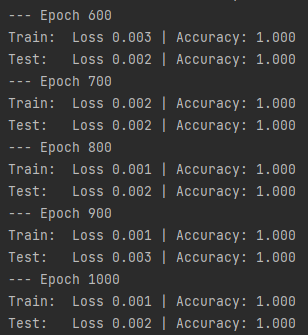 --- Epoch 600
Train:  Loss 0.003 | Accuracy: 1.000
Test:   Loss 0.002 | Accuracy: 1.000
--- Epoch 700
Train:  Loss 0.002 | Accuracy: 1.000
Test:   Loss 0.002 | Accuracy: 1.000
--- Epoch 800
Train:  Loss 0.001 | Accuracy: 1.000
Test:   Loss 0.002 | Accuracy: 1.000
--- Epoch 900
Train:  Loss 0.001 | Accuracy: 1.000
Test:   Loss 0.003 | Accuracy: 1.000
--- Epoch 1000
Train:  Loss 0.001 | Accuracy: 1.000
Test:   Loss 0.002 | Accuracy: 1.000